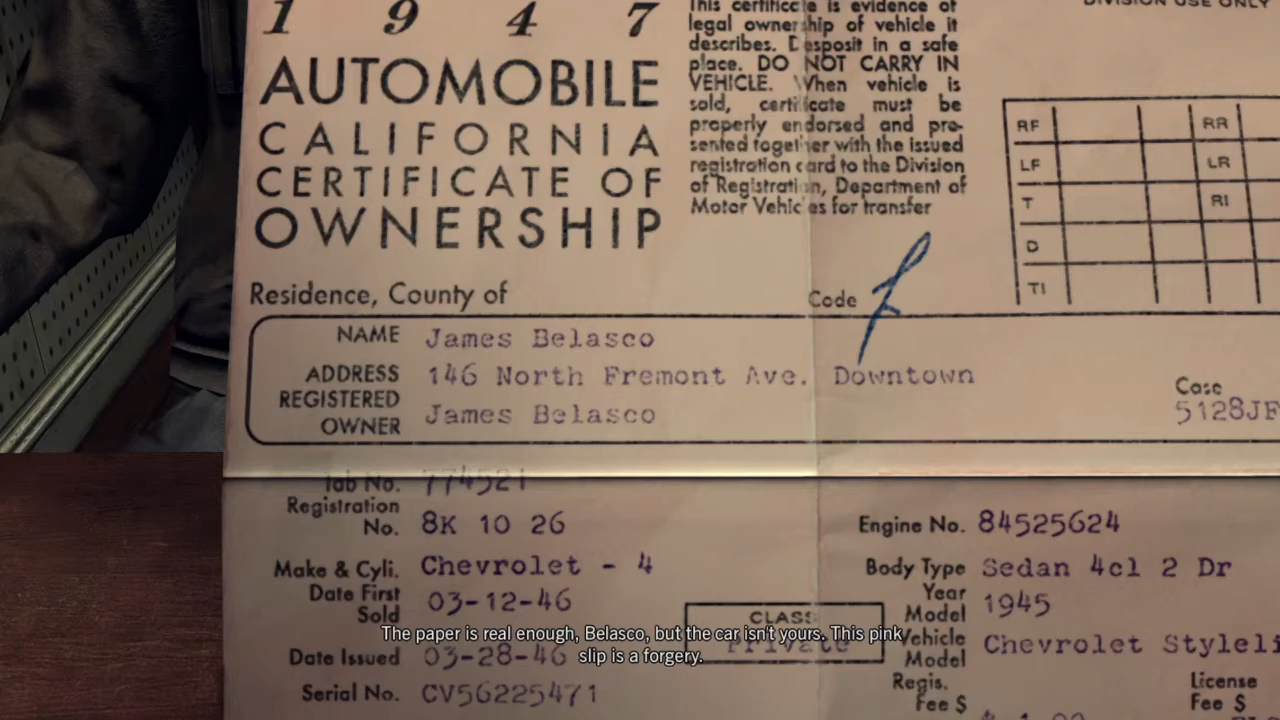 1 9 4 7
AUTOMOBILE
CALIFORNIA
CERTIFICATE OF
OWNERSHIP
This certificate is evidence of
legal ownership of vehicle it
describes. Desposit in a safe
place. DO NOT CARRY IN
VEHICLE. When vehicle is
sold, certificate must be
properly endorsed and pre-
sented together with the issued
registration card to the Division
of Registration, Department of
Motor Vehicles for transfer
DIVISION USE ONLY
RF RR
LF LR
T RI
D
TI
Residence, County of
Code
NAME James Belasco
ADDRESS 146 North Fremont Ave. Downtown
REGISTERED
OWNER James Belasco
Case
5128JF
Tab No. 774521
Registration
No. 8K 10 26
Make & Cyli. Chevrolet - 4
Date First
Sold 03-12-46
Date Issued 03-28-46
Serial No. CV56225471
CLASS
Private
Engine No. 84525624
Body Type Sedan 4cl 2 Dr
Year
Model 1945
Vehicle
Model Chevrolet Styleli
Regis.
Fee $
License
Fee $
The paper is real enough, Belasco, but the car isn't yours. This pink
slip is a forgery.